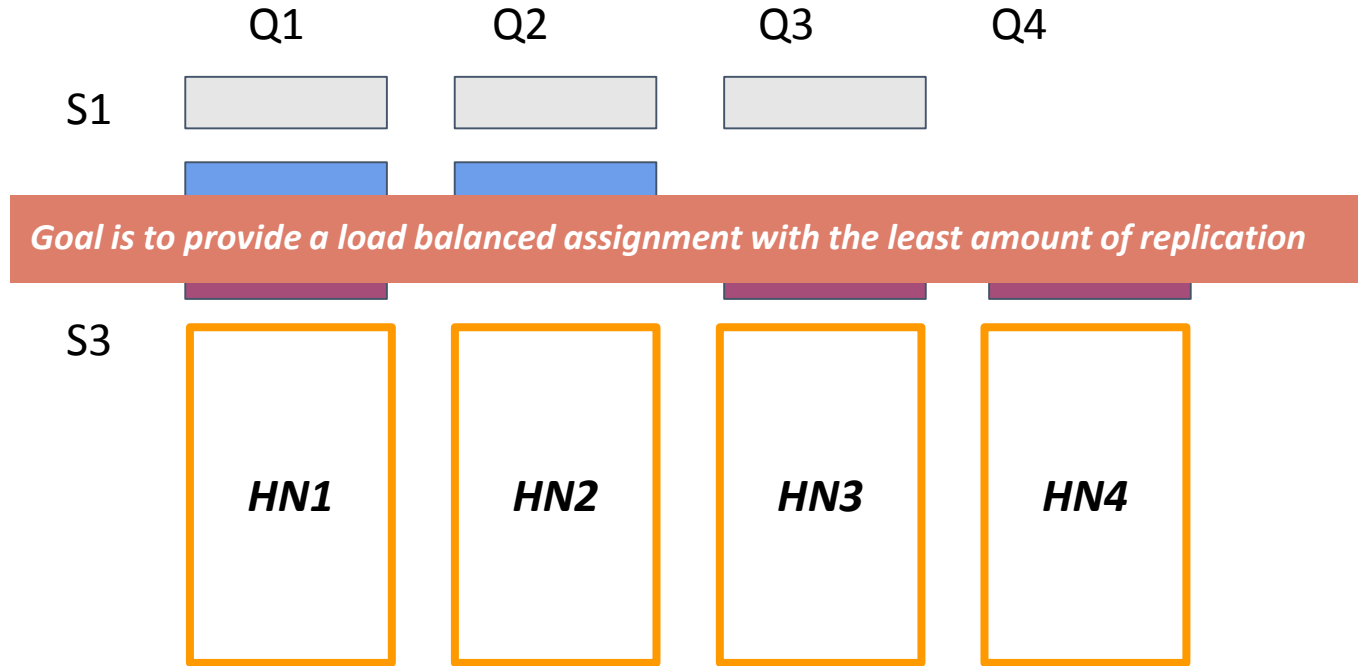 Q1 Q2 Q3 Q4
S1
Goal is to provide a load balanced assignment with the least amount of replication
S3
HN1 HN2 HN3 HN4